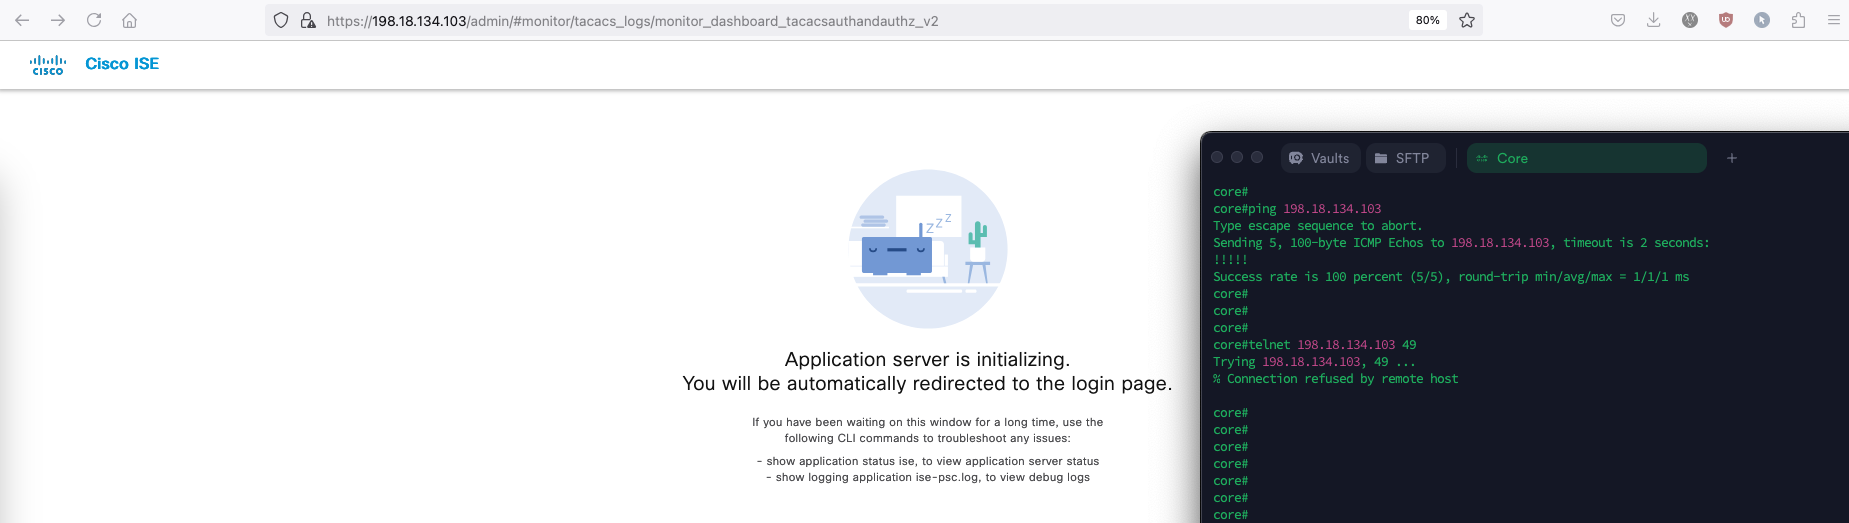 https://198.18.134.103/admin/#monitor/tacacs_logs/monitor_dashboard_tacacsauthandauthz_v2
80%
cisco
Cisco ISE
zzz
Application server is initializing.
You will be automatically redirected to the login page.
If you have been waiting on this window for a long time, use the
following CLI commands to troubleshoot any issues:
- show application status ise, to view application server status
- show logging application ise-psc.log, to view debug logs
Vaults
SFTP
Core
core#
core#ping 198.18.134.103
Type escape sequence to abort.
Sending 5, 100-byte ICMP Echos to 198.18.134.103, timeout is 2 seconds:
!!!!!
Success rate is 100 percent (5/5), round-trip min/avg/max = 1/1/1 ms
core#
core#
core#
core#telnet 198.18.134.103 49
Trying 198.18.134.103, 49 ...
% Connection refused by remote host
core#
core#
core#
core#
core#
core#
core#